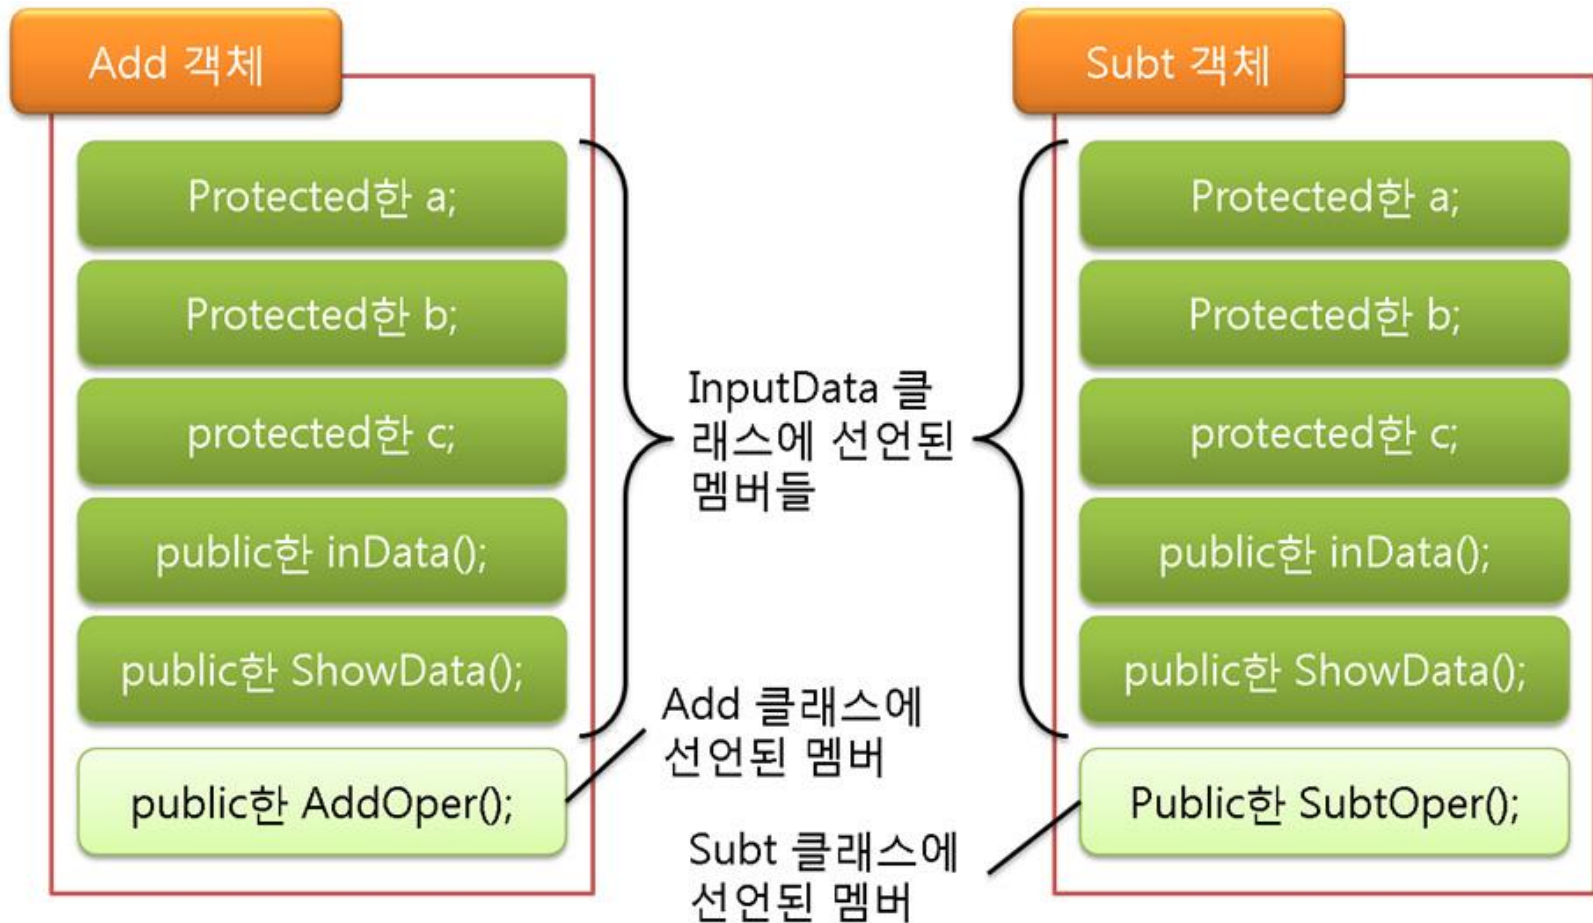 Add 객체
Protected한 a;
Protected한 b;
protected한 c;
public한 inData();
public한 ShowData();
public한 AddOper();
InputData 클
래스에 선언된
멤버들
Add 클래스에
선언된 멤버
Subt 클래스에
선언된 멤버
Subt 객체
Protected한 a;
Protected한 b;
protected한 c;
public한 inData();
public한 ShowData();
Public한 SubtOper();